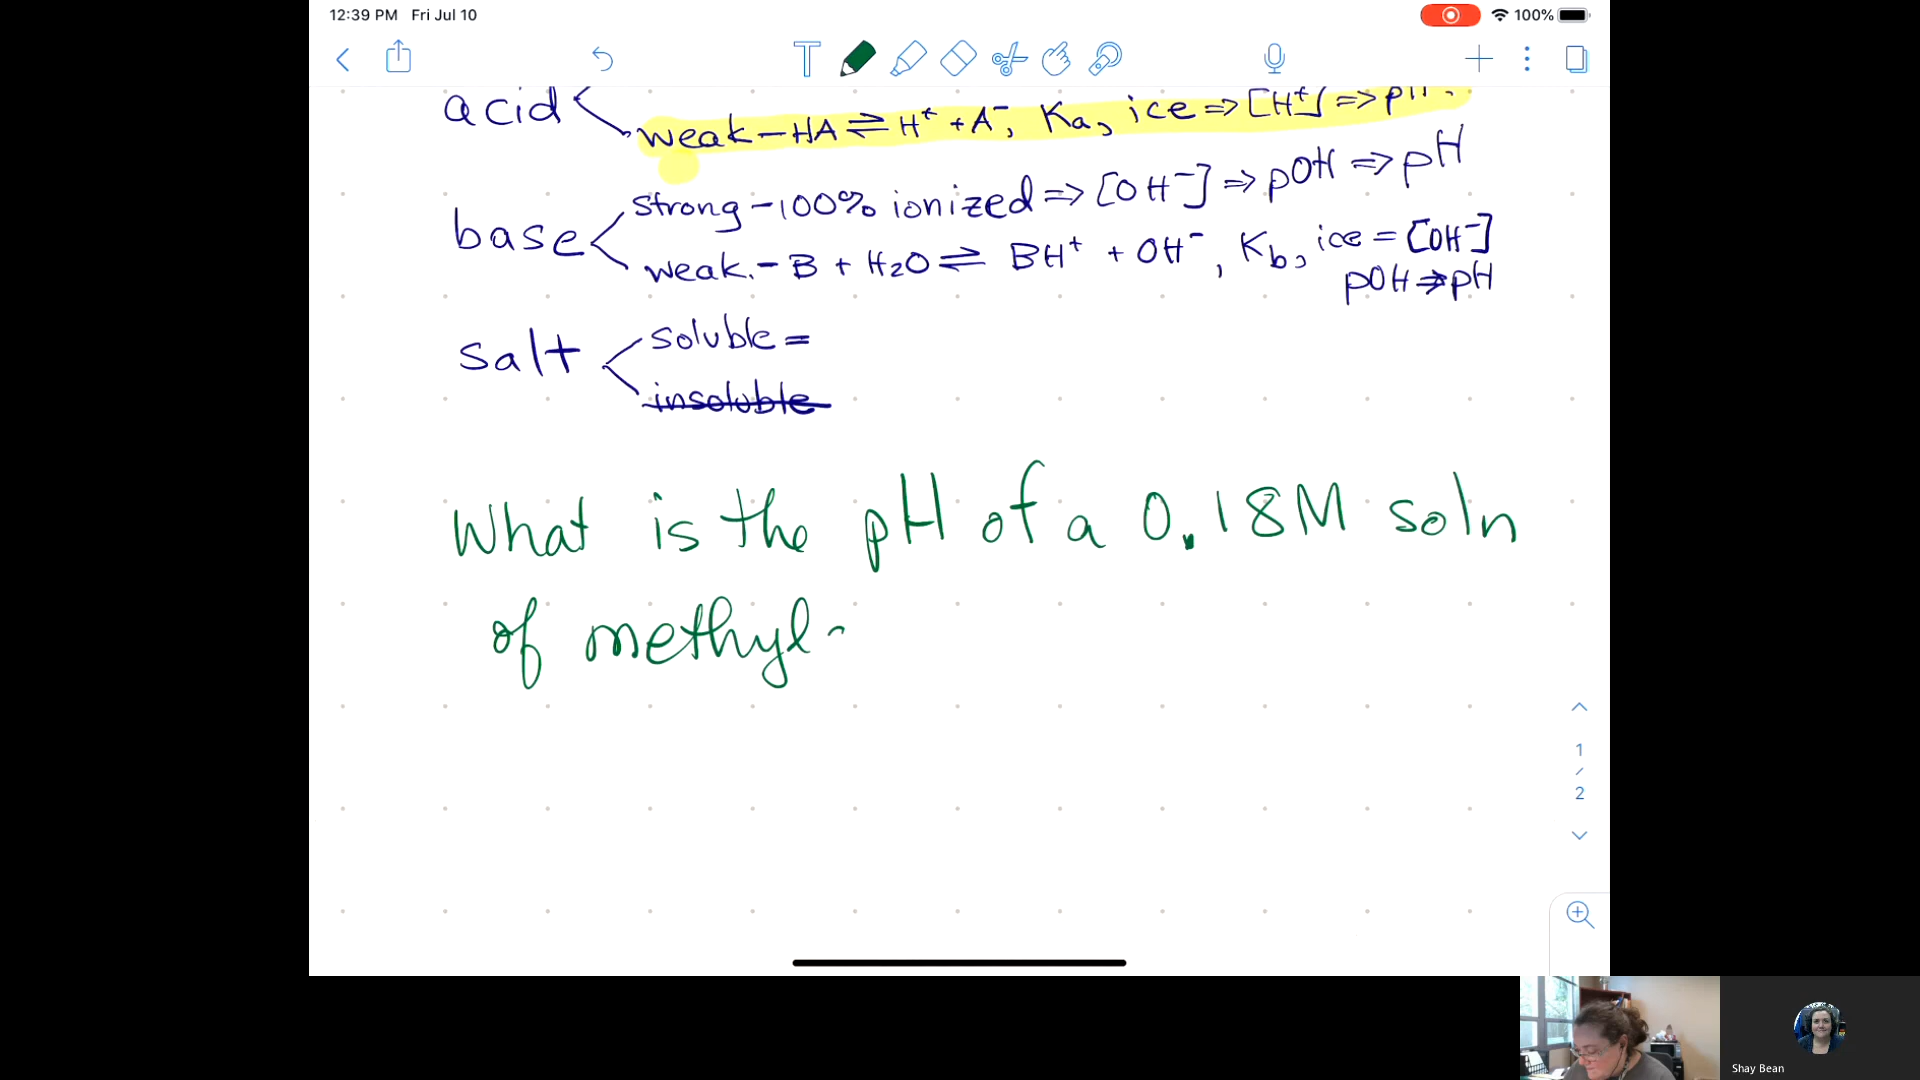 12:39 PM Fri Jul 10
100%
T
acid
weak - HA ⇌ H⁺ + A⁻, Ka, ice ⇒ [H⁺] ⇒ pH.
base
strong - 100% ionized ⇒ [OH⁻] ⇒ pOH ⇒ pH
weak. - B + H₂O ⇌ BH⁺ + OH⁻, Kb, ice = [OH⁻]
pOH ⇒ pH
salt
soluble =
insoluble
What is the pH of a 0.18M soln
of methyl
1
/
2
Shay Bean